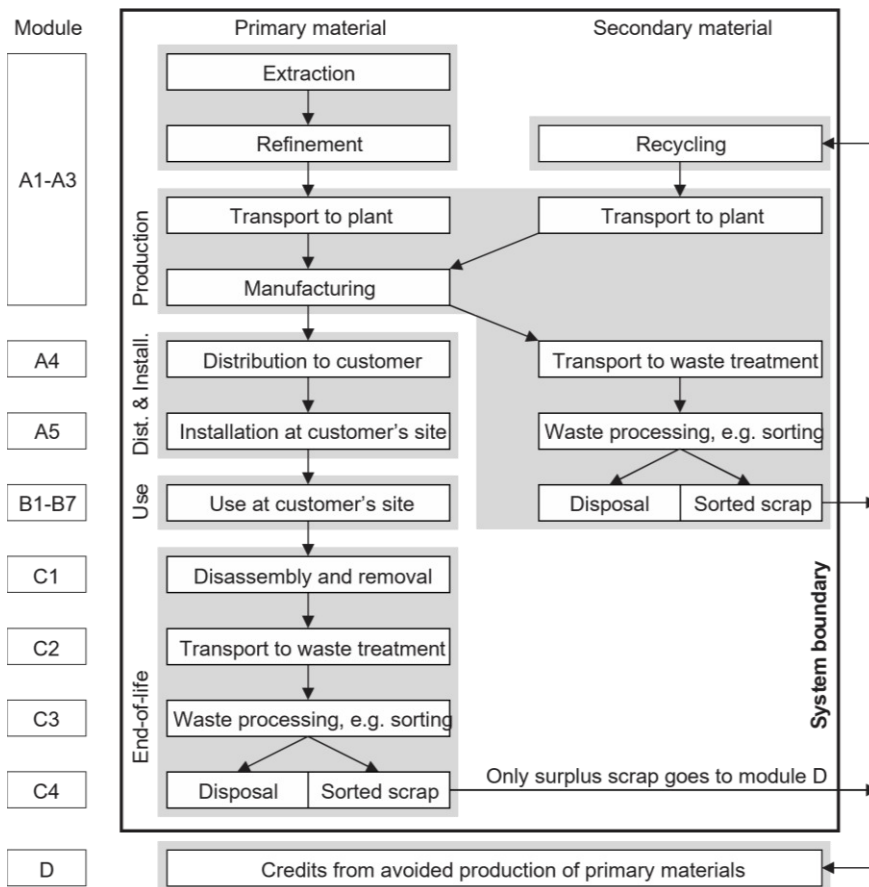 Module
Primary material
Secondary material
A1-A3
Production
Extraction
Refinement
Recycling
Transport to plant
Transport to plant
Manufacturing
A4
Dist. & Install.
Distribution to customer
Transport to waste treatment
A5
Installation at customer's site
Waste processing, e.g. sorting
B1-B7
Use
Use at customer's site
Disposal
Sorted scrap
C1
End-of-life
Disassembly and removal
System boundary
C2
Transport to waste treatment
C3
Waste processing, e.g. sorting
C4
Disposal
Sorted scrap
Only surplus scrap goes to module D
D
Credits from avoided production of primary materials